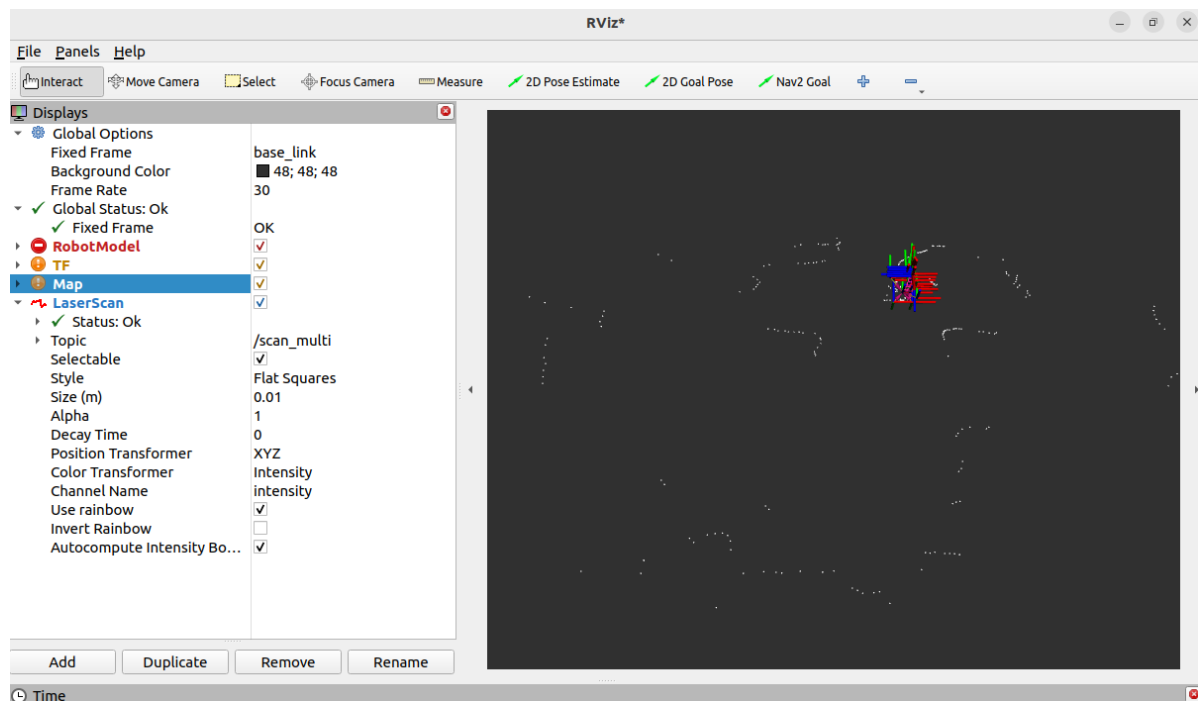 RViz*
File Panels Help
Interact Move Camera Select Focus Camera Measure 2D Pose Estimate 2D Goal Pose Nav2 Goal
Displays
Global Options
Fixed Frame base_link
Background Color 48; 48; 48
Frame Rate 30
Global Status: Ok
Fixed Frame OK
RobotModel
TF
Map
LaserScan
Status: Ok
Topic /scan_multi
Selectable
Style Flat Squares
Size (m) 0.01
Alpha 1
Decay Time 0
Position Transformer XYZ
Color Transformer Intensity
Channel Name intensity
Use rainbow
Invert Rainbow
Autocompute Intensity Bo...
Add Duplicate Remove Rename
Time